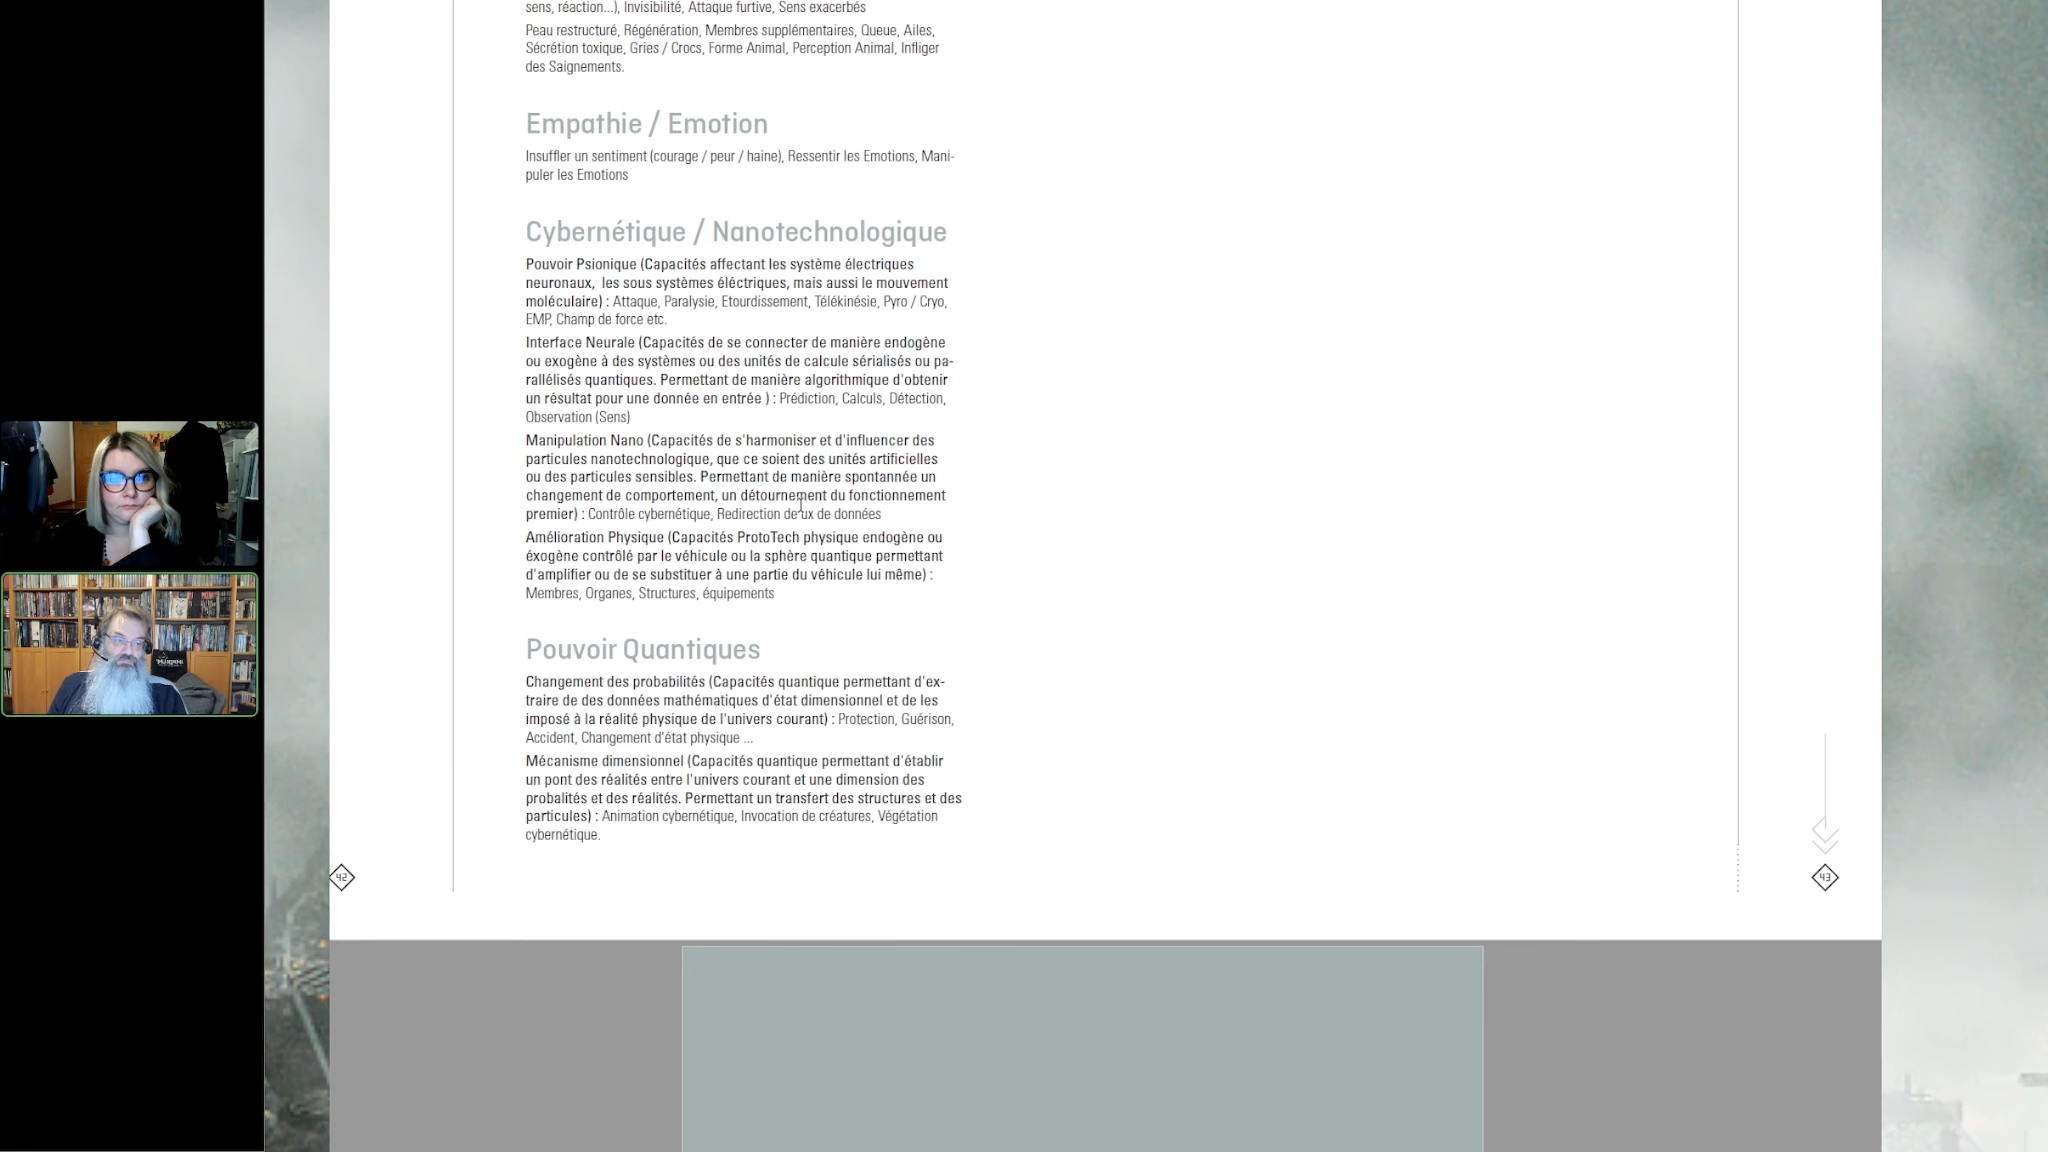 sens, réaction...), Invisibilité, Attaque furtive, Sens exacerbés
Peau restructuré, Régénération, Membres supplémentaires, Queue, Ailes,
Sécrétion toxique, Gries / Crocs, Forme Animal, Perception Animal, Infliger
des Saignements.
Empathie / Emotion
Insuffler un sentiment (courage / peur / haine), Ressentir les Emotions, Mani-
puler les Emotions
Cybernétique / Nanotechnologique
Pouvoir Psionique (Capacités affectant les système électriques
neuronaux, les sous systèmes éléctriques, mais aussi le mouvement
moléculaire) : Attaque, Paralysie, Etourdissement, Télékinésie, Pyro / Cryo,
EMP, Champ de force etc.
Interface Neurale (Capacités de se connecter de manière endogène
ou exogène à des systèmes ou des unités de calcule sérialisés ou pa-
rallélisés quantiques. Permettant de manière algorithmique d'obtenir
un résultat pour une donnée en entrée ) : Prédiction, Calculs, Détection,
Observation (Sens)
Manipulation Nano (Capacités de s'harmoniser et d'influencer des
particules nanotechnologique, que ce soient des unités artificielles
ou des particules sensibles. Permettant de manière spontannée un
changement de comportement, un détournement du fonctionnement
premier) : Contrôle cybernétique, Redirection de ux de données
Amélioration Physique (Capacités ProtoTech physique endogène ou
éxogène contrôlé par le véhicule ou la sphère quantique permettant
d'amplifier ou de se substituer à une partie du véhicule lui même) :
Membres, Organes, Structures, équipements
Pouvoir Quantiques
Changement des probabilités (Capacités quantique permettant d'ex-
traire de des données mathématiques d'état dimensionnel et de les
imposé à la réalité physique de l'univers courant) : Protection, Guérison,
Accident, Changement d'état physique ...
Mécanisme dimensionnel (Capacités quantique permettant d'établir
un pont des réalités entre l'univers courant et une dimension des
probalités et des réalités. Permettant un transfert des structures et des
particules) : Animation cybernétique, Invocation de créatures, Végétation
cybernétique.
42
43